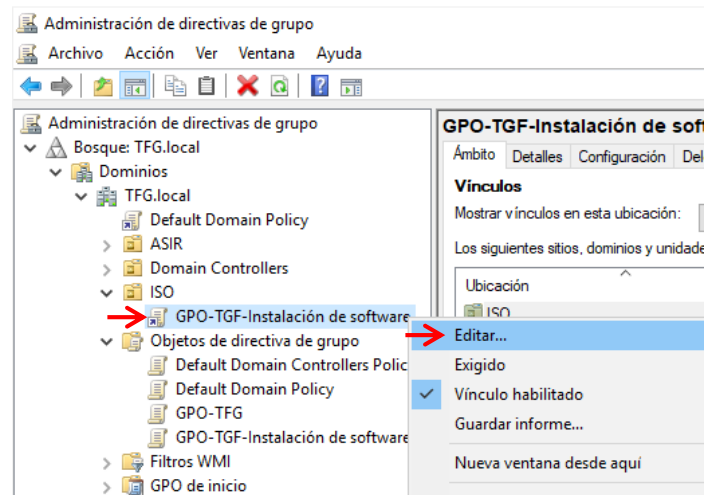 Administración de directivas de grupo
Archivo Acción Ver Ventana Ayuda
Administración de directivas de grupo
Bosque: TFG.local
Dominios
TFG.local
Default Domain Policy
ASIR
Domain Controllers
ISO
GPO-TGF-Instalación de software
Objetos de directiva de grupo
Default Domain Controllers Polic
Default Domain Policy
GPO-TFG
GPO-TGF-Instalación de software
Filtros WMI
GPO de inicio
GPO-TGF-Instalación de soft
Ámbito Detalles Configuración Del
Vínculos
Mostrar vínculos en esta ubicación:
Los siguientes sitios, dominios y unidade
Ubicación
ISO
Editar...
Exigido
Vínculo habilitado
Guardar informe...
Nueva ventana desde aquí